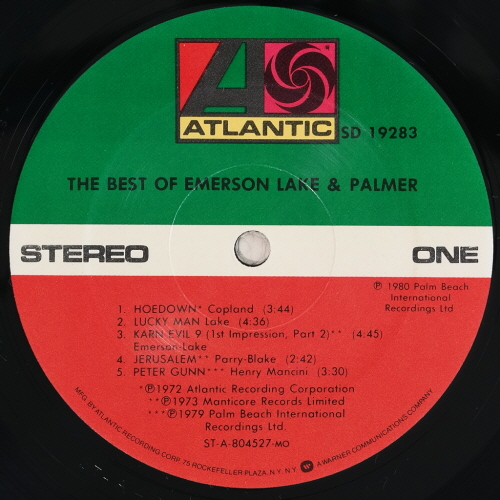 ATLANTIC
SD 19283
THE BEST OF EMERSON LAKE & PALMER
STEREO
ONE
℗ 1980 Palm Beach
International
Recordings Ltd
1. HOEDOWN* Copland (3:44)
2. LUCKY MAN Lake (4:36)
3. KARN EVIL 9 (1st Impression, Part 2)** (4:45)
Emerson-Lake
4. JERUSALEM** Parry-Blake (2:42)
5. PETER GUNN*** Henry Mancini (3:30)
*℗1972 Atlantic Recording Corporation
**℗1973 Manticore Records Limited
***℗1979 Palm Beach International
Recordings Ltd.
ST-A-804527-MO
MFG. BY ATLANTIC RECORDING CORP. 75 ROCKEFELLER PLAZA, N.Y. N.Y. A WARNER COMMUNICATIONS COMPANY